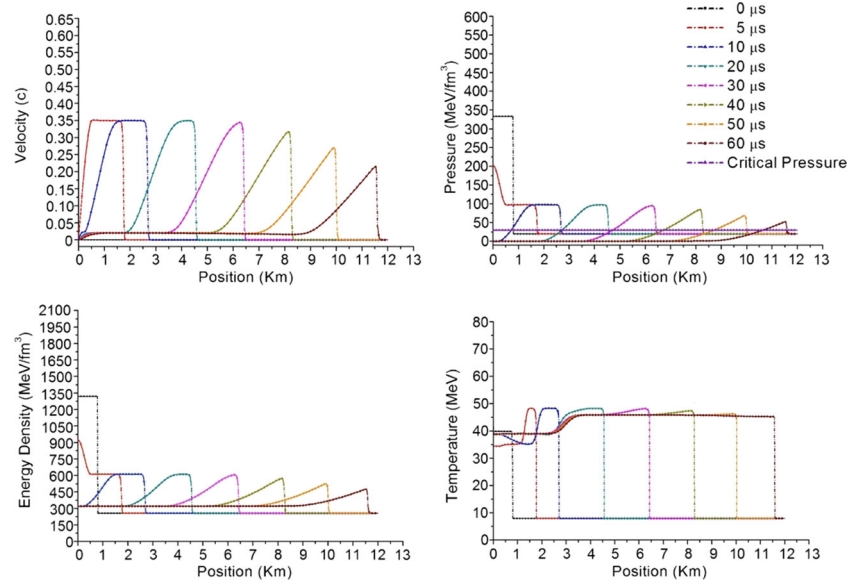 0.65
0.60
0.55
0.50
0.45
0.40
0.35
0.30
0.25
0.20
0.15
0.10
0.05
0
Velocity (c)
0 1 2 3 4 5 6 7 8 9 10 11 12 13
Position (Km)
600
550
500
450
400
350
300
250
200
150
100
50
0
Pressure (MeV/fm³)
0 1 2 3 4 5 6 7 8 9 10 11 12 13
Position (Km)
0 μs
5 μs
10 μs
20 μs
30 μs
40 μs
50 μs
60 μs
Critical Pressure
2100
1950
1800
1650
1500
1350
1200
1050
900
750
600
450
300
150
0
Energy Density (MeV/fm³)
0 1 2 3 4 5 6 7 8 9 10 11 12 13
Position (Km)
80
70
60
50
40
30
20
10
0
Temperature (MeV)
0 1 2 3 4 5 6 7 8 9 10 11 12 13
Position (Km)